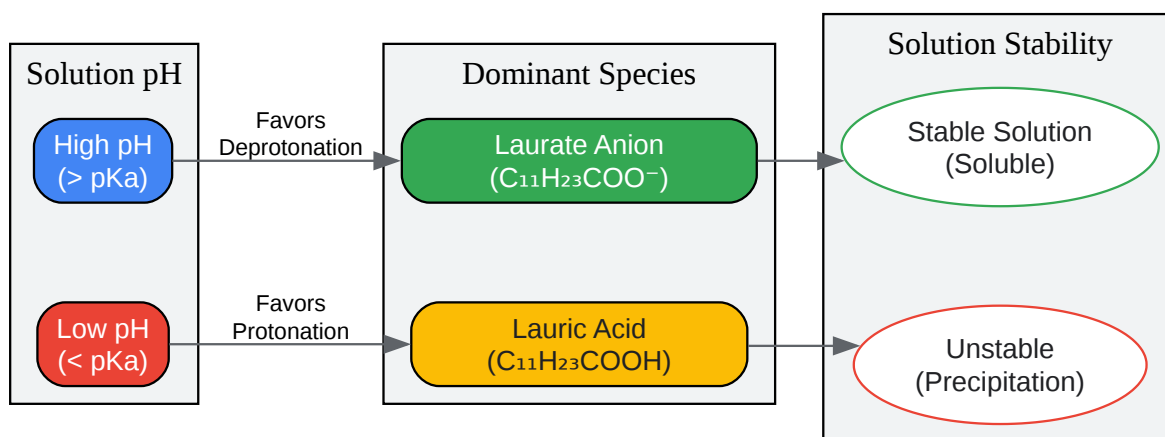 Solution pH
Dominant Species
Solution Stability
High pH
(> pKa)
Favors
Deprotonation
Laurate Anion
(C₁₁H₂₃COO⁻)
Stable Solution
(Soluble)
Low pH
(< pKa)
Favors
Protonation
Lauric Acid
(C₁₁H₂₃COOH)
Unstable
(Precipitation)